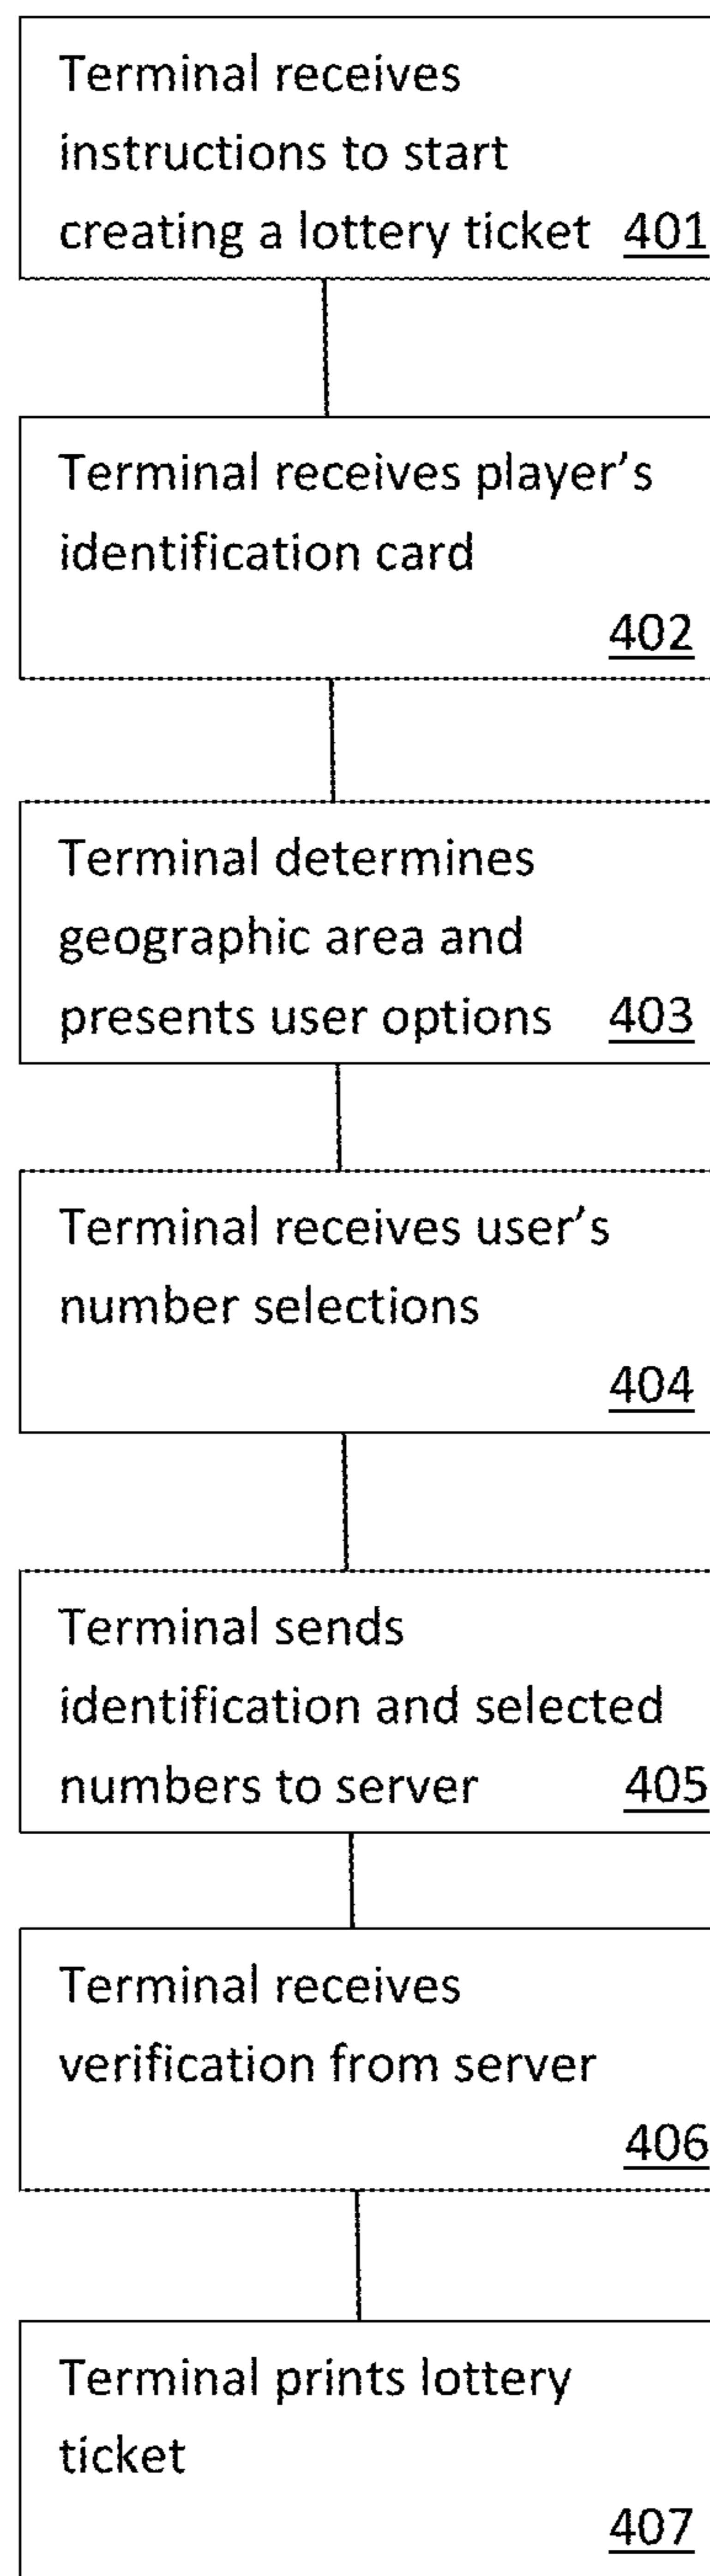 Terminal receives
instructions to start
creating a lottery ticket 401
Terminal receives player’s
identification card
402
Terminal determines
geographic area and
presents user options 403
Terminal receives user’s
number selections
404
Terminal sends
identification and selected
numbers to server 405
Terminal receives
verification from server
406
Terminal prints lottery
ticket
407